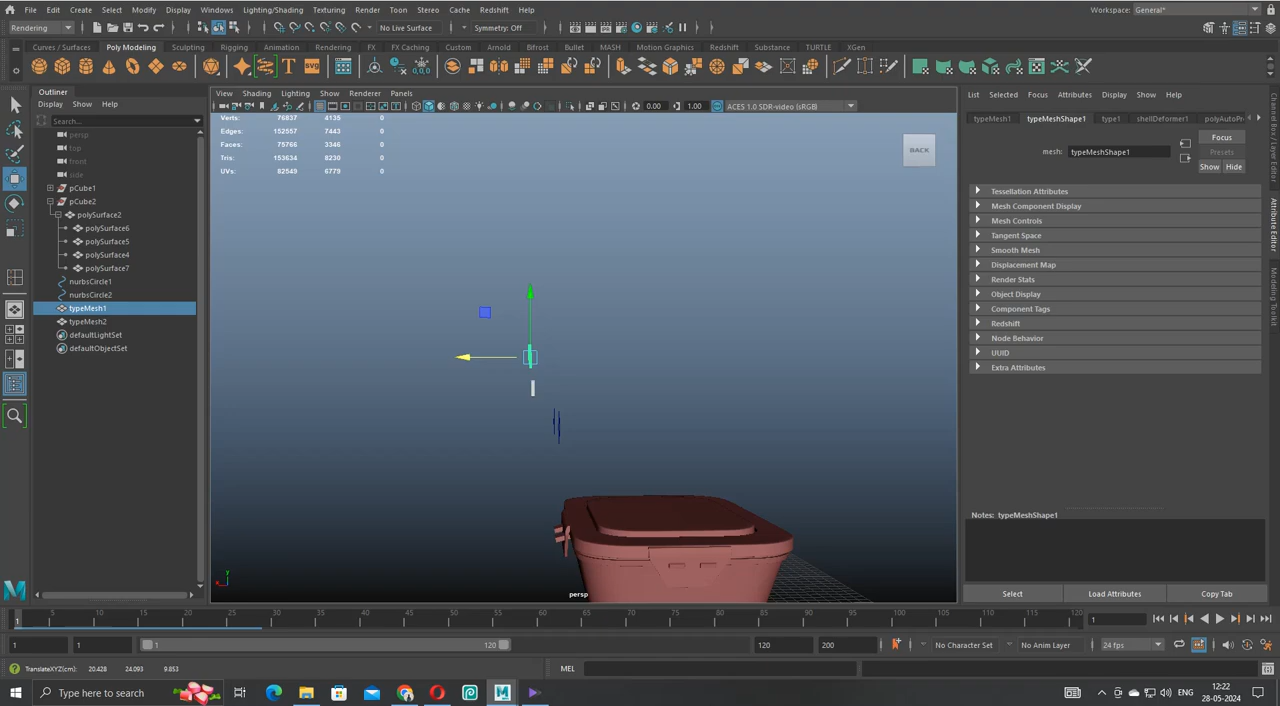 File Edit Create Select Modify Display Windows Lighting/Shading Texturing Render Toon Stereo Cache Arnold Redshift Help Workspace: General*
Rendering No Live Surface Symmetry: Off
Curves / Surfaces Poly Modeling Sculpting Rigging Animation Rendering FX FX Caching Custom Arnold Bifrost Bullet MASH Motion Graphics Redshift Substance TURTLE XGen
Outliner
Display Show Help
Search...
persp
top
front
side
pCube1
pCube2
polySurface2
polySurface6
polySurface5
polySurface4
polySurface7
nurbsCircle1
nurbsCircle2
typeMesh1
typeMesh2
defaultLightSet
defaultObjectSet
View Shading Lighting Show Renderer Panels
0.00 1.00 ACES 1.0 SDR-video (sRGB)
Verts: 76837 4135 0
Edges: 152557 7443 0
Faces: 75766 3346 0
Tris: 153634 8230 0
UVs: 82549 6779 0
BACK
persp
List Selected Focus Attributes Display Show Help
typeMesh1 typeMeshShape1 type1 shellDeformer1 polyAutoPr
mesh: typeMeshShape1
Focus
Presets
Show Hide
Tessellation Attributes
Mesh Component Display
Mesh Controls
Tangent Space
Smooth Mesh
Displacement Map
Render Stats
Object Display
Component Tags
Redshift
Node Behavior
UUID
Extra Attributes
Notes: typeMeshShape1
Select Load Attributes Copy Tab
Channel Box / Layer Editor
Attribute Editor
Modeling Toolkit
5 10 15 20 25 30 35 40 45 50 55 60 65 70 75 80 85 90 95 100 105 110 115 120
1 1
1 1 1 120 120 200 No Character Set No Anim Layer 24 fps
TranslateXYZ(cm): 20.428 24.093 9.853 MEL
Type here to search ENG 12:22
28-05-2024